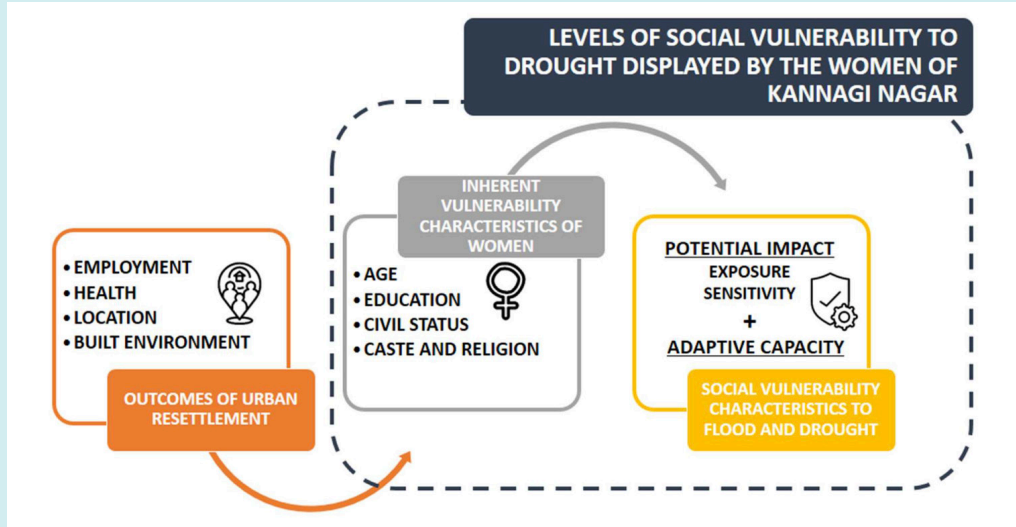 LEVELS OF SOCIAL VULNERABILITY TO
DROUGHT DISPLAYED BY THE WOMEN OF
KANNAGI NAGAR
• EMPLOYMENT
• HEALTH
• LOCATION
• BUILT ENVIRONMENT
OUTCOMES OF URBAN
RESETTLEMENT
INHERENT
VULNERABILITY
CHARACTERISTICS OF
WOMEN
• AGE
• EDUCATION
• CIVIL STATUS
• CASTE AND RELIGION
POTENTIAL IMPACT
EXPOSURE
SENSITIVITY
+
ADAPTIVE CAPACITY
SOCIAL VULNERABILITY
CHARACTERISTICS TO
FLOOD AND DROUGHT